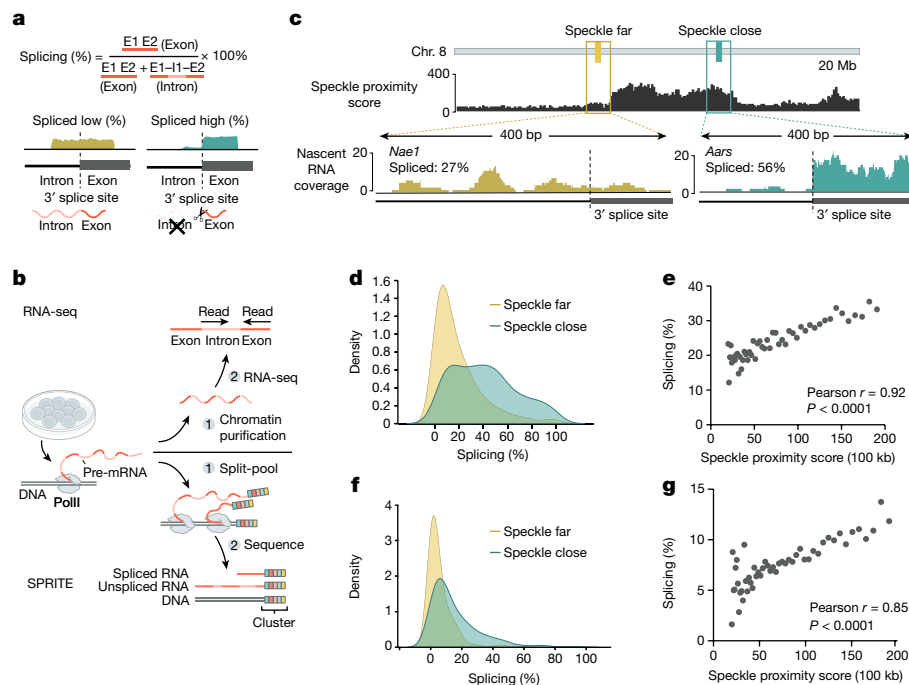 a
E1 E2 (Exon)
Splicing (%) = × 100%
E1 E2 + E1–I1–E2
(Exon) (Intron)
Spliced low (%) Spliced high (%)
Intron Exon Intron Exon
3′ splice site 3′ splice site
Intron Exon Intron Exon
b
RNA-seq
Read Read
Exon Intron Exon
2 RNA-seq
1 Chromatin
purification
Pre-mRNA
DNA
PolII
1 Split-pool
2 Sequence
SPRITE
Spliced RNA
Unspliced RNA
DNA
Cluster
c
Speckle far Speckle close
Chr. 8
20 Mb
Speckle proximity
score
400
0
400 bp 400 bp
Nascent
RNA
coverage
20
0
Nae1
Spliced: 27%
3′ splice site
20
0
Aars
Spliced: 56%
3′ splice site
d
Density
1.6
1.4
1.2
1.0
0.8
0.6
0.4
0.2
0
Speckle far
Speckle close
0 20 40 60 80 100
Splicing (%)
e
Splicing (%)
40
30
20
10
0
Pearson r = 0.92
P < 0.0001
0 50 100 150 200
Speckle proximity score (100 kb)
f
Density
4
3
2
1
0
Speckle far
Speckle close
0 20 40 60 80 100
Splicing (%)
g
Splicing (%)
15
10
5
0
Pearson r = 0.85
P < 0.0001
0 50 100 150 200
Speckle proximity score (100 kb)